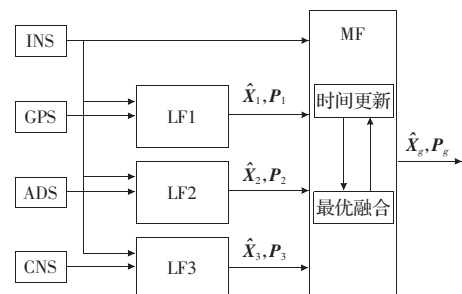 INS
MF
GPS
LF1
X̂₁,P₁
时间更新
X̂g,Pg
ADS
LF2
X̂₂,P₂
最优融合
CNS
LF3
X̂₃,P₃